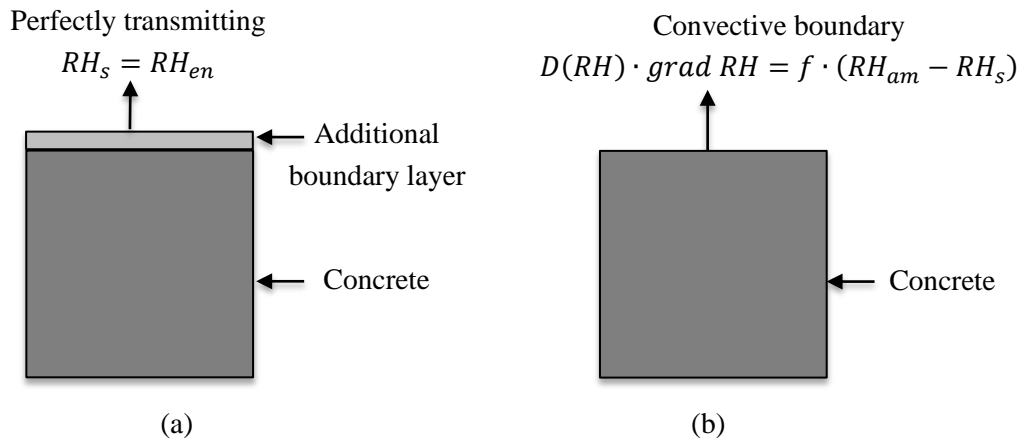 Perfectly transmitting
RH_s = RH_en
Additional
boundary layer
Concrete
(a)
Convective boundary
D(RH) · grad RH = f · (RH_am − RH_s)
Concrete
(b)